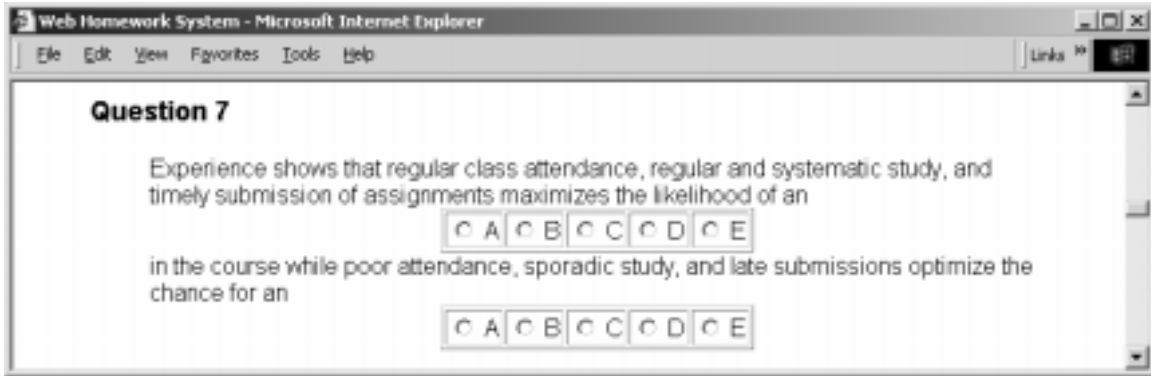 Web Homework System - Microsoft Internet Explorer
File Edit View Favorites Tools Help Links »
Question 7
Experience shows that regular class attendance, regular and systematic study, and
timely submission of assignments maximizes the likelihood of an
A B C D E
in the course while poor attendance, sporadic study, and late submissions optimize the
chance for an
A B C D E